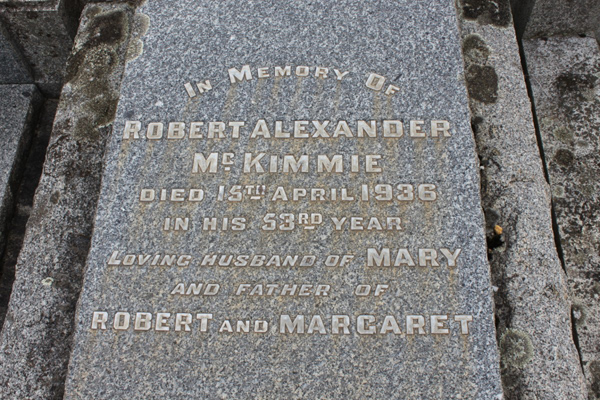 IN MEMORY OF
ROBERT ALEXANDER
McKIMMIE
DIED 15TH APRIL 1936
IN HIS 53RD YEAR
LOVING HUSBAND OF MARY
AND FATHER OF
ROBERT AND MARGARET